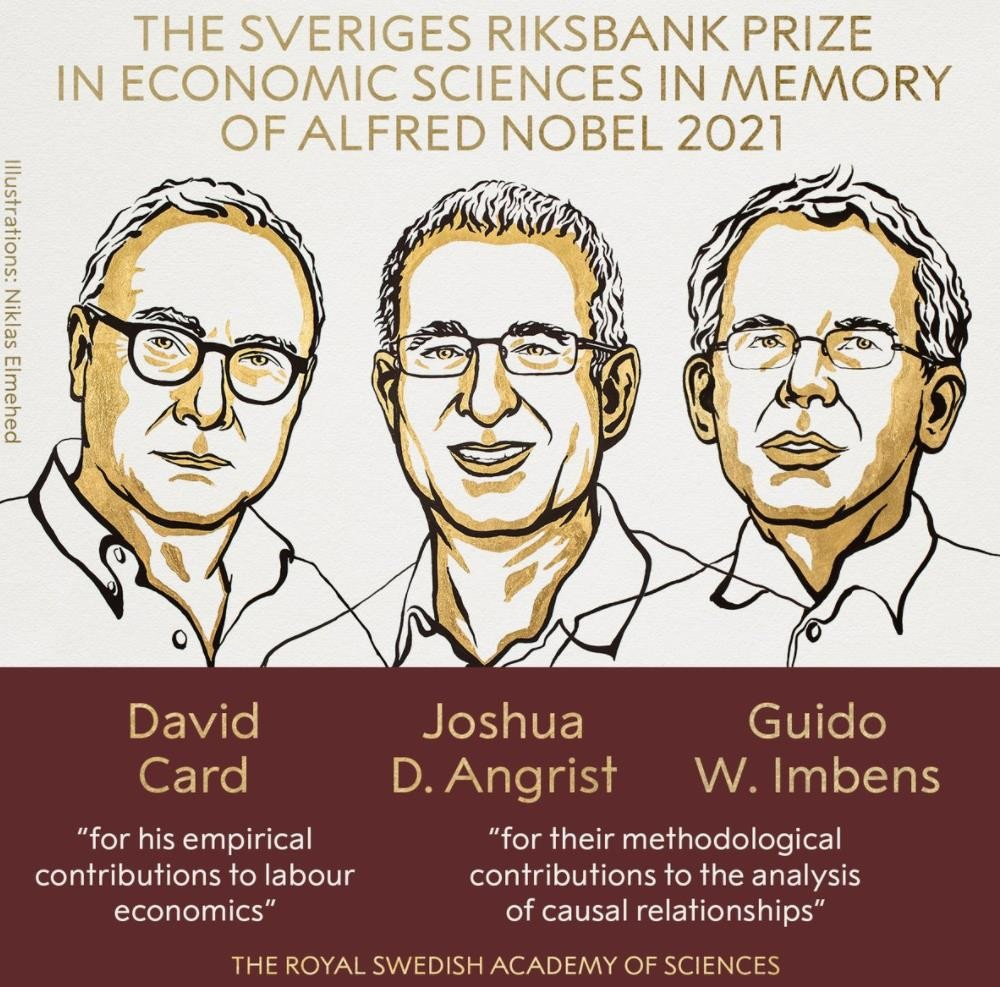 THE SVERIGES RIKSBANK PRIZE
IN ECONOMIC SCIENCES IN MEMORY
OF ALFRED NOBEL 2021
Illustrations: Niklas Elmehed
David
Card
"for his empirical
contributions to labour
economics"
Joshua
D. Angrist
Guido
W. Imbens
"for their methodological
contributions to the analysis
of causal relationships"
THE ROYAL SWEDISH ACADEMY OF SCIENCES